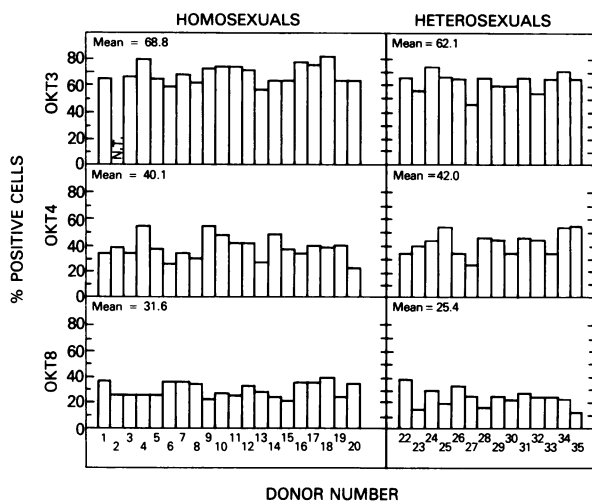 HOMOSEXUALS HETEROSEXUALS
Mean = 68.8 Mean = 62.1
80
60
40
20
0
OKT3
N.T.
Mean = 40.1 Mean = 42.0
80
60
40
20
0
OKT4
% POSITIVE CELLS
Mean = 31.6 Mean = 25.4
80
60
40
20
0
OKT8
1 2 3 4 5 6 7 8 9 10 11 12 13 14 15 16 17 18 19 20 22 23 24 25 26 27 28 29 30 31 32 33 34 35
DONOR NUMBER